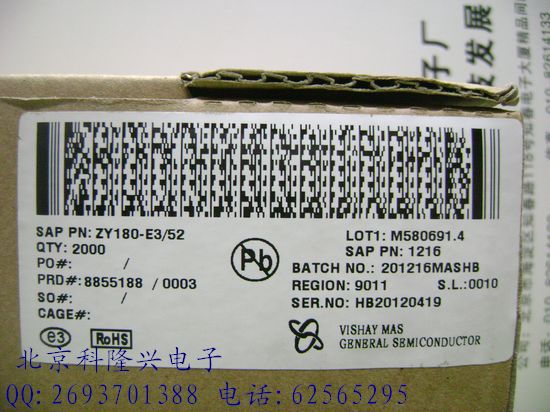 SAP PN: ZY180-E3/52
QTY: 2000
PO#: /
PRD#: 8855188 / 0003
SO#: /
CAGE#:
e3
RoHS
Pb
LOT1: M580691.4
SAP PN: 1216
BATCH NO.: 201216MASHB
REGION: 9011 S.L.:0010
SER.NO: HB20120419
VISHAY MAS
GENERAL SEMICONDUCTOR
北京科隆兴电子
QQ: 2693701388 电话: 62565295
子厂
技发展